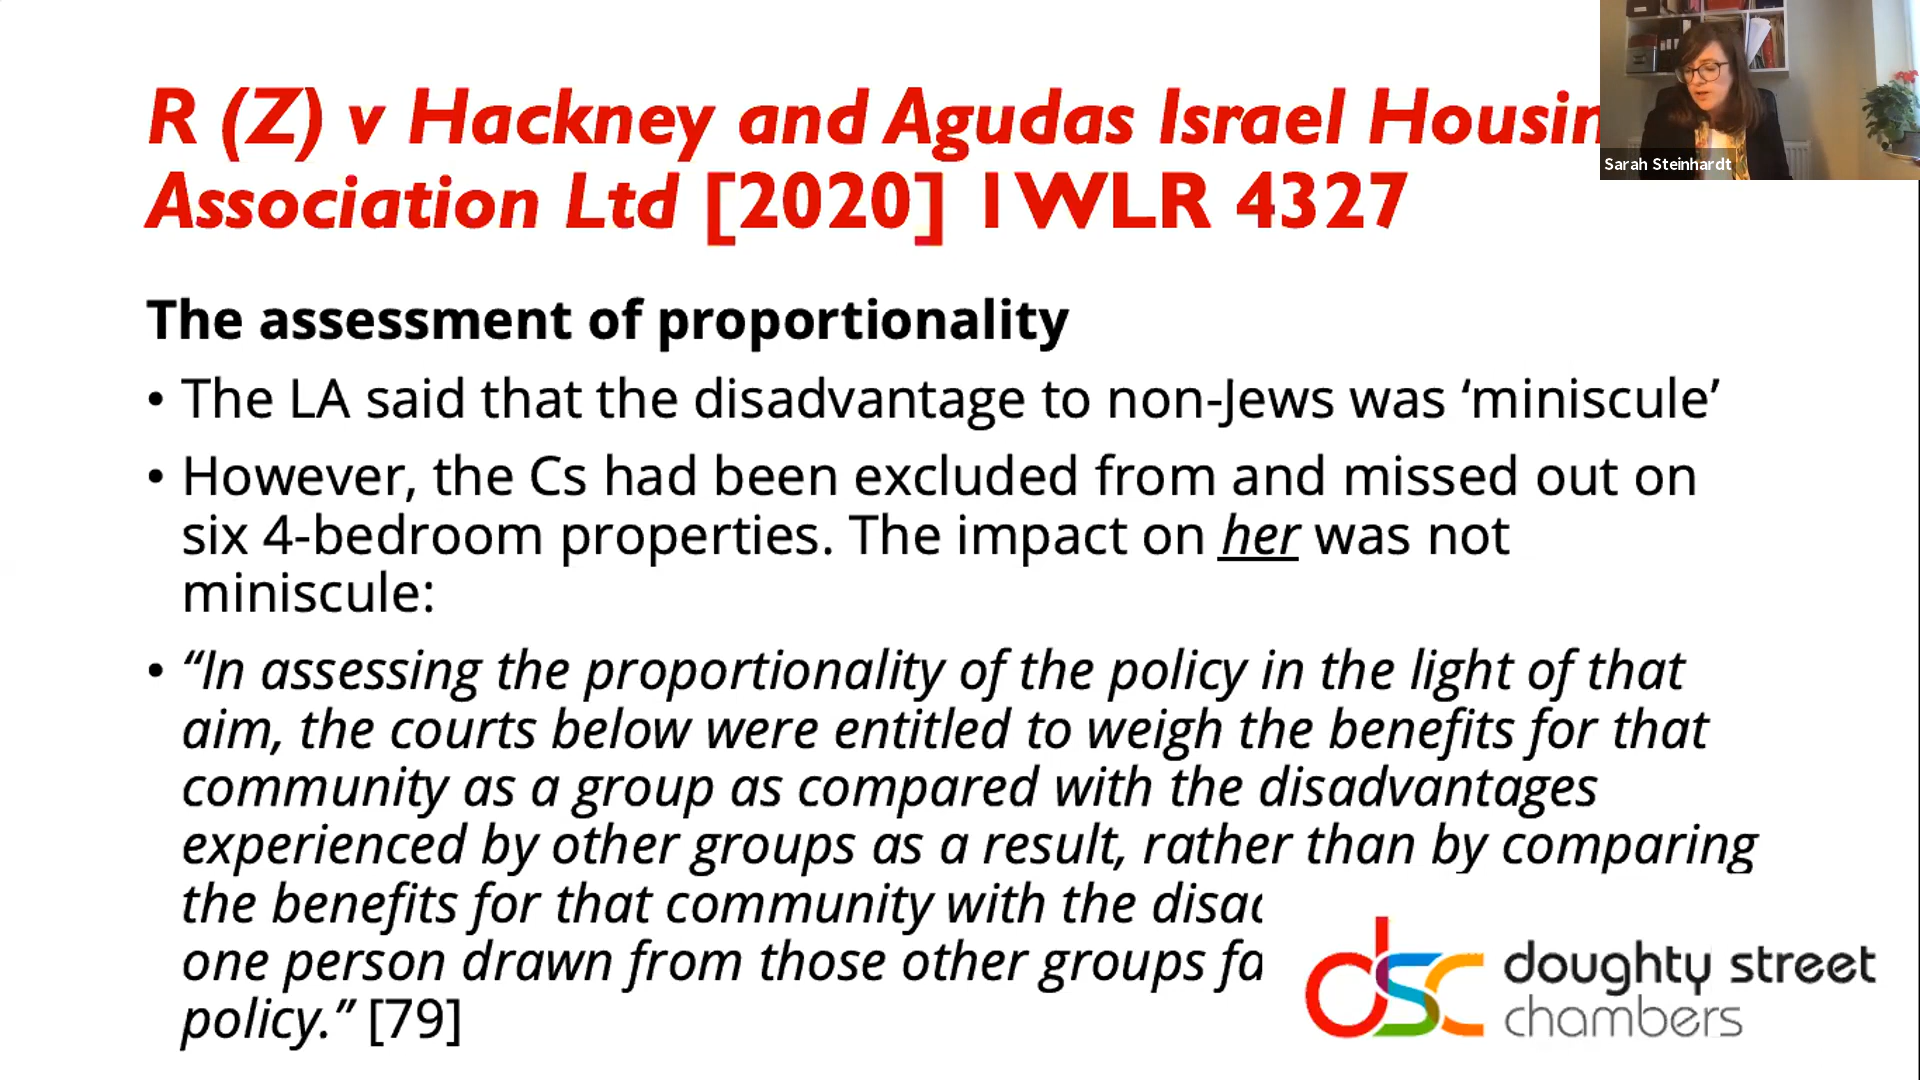 R (Z) v Hackney and Agudas Israel Housin
Association Ltd [2020] 1 WLR 4327
Sarah Steinhardt
The assessment of proportionality
• The LA said that the disadvantage to non-Jews was ‘miniscule’
• However, the Cs had been excluded from and missed out on
six 4-bedroom properties. The impact on her was not
miniscule:
• “In assessing the proportionality of the policy in the light of that
aim, the courts below were entitled to weigh the benefits for that
community as a group as compared with the disadvantages
experienced by other groups as a result, rather than by comparing
the benefits for that community with the
one person drawn from those other groups
policy.” [79]
dsc doughty street
chambers